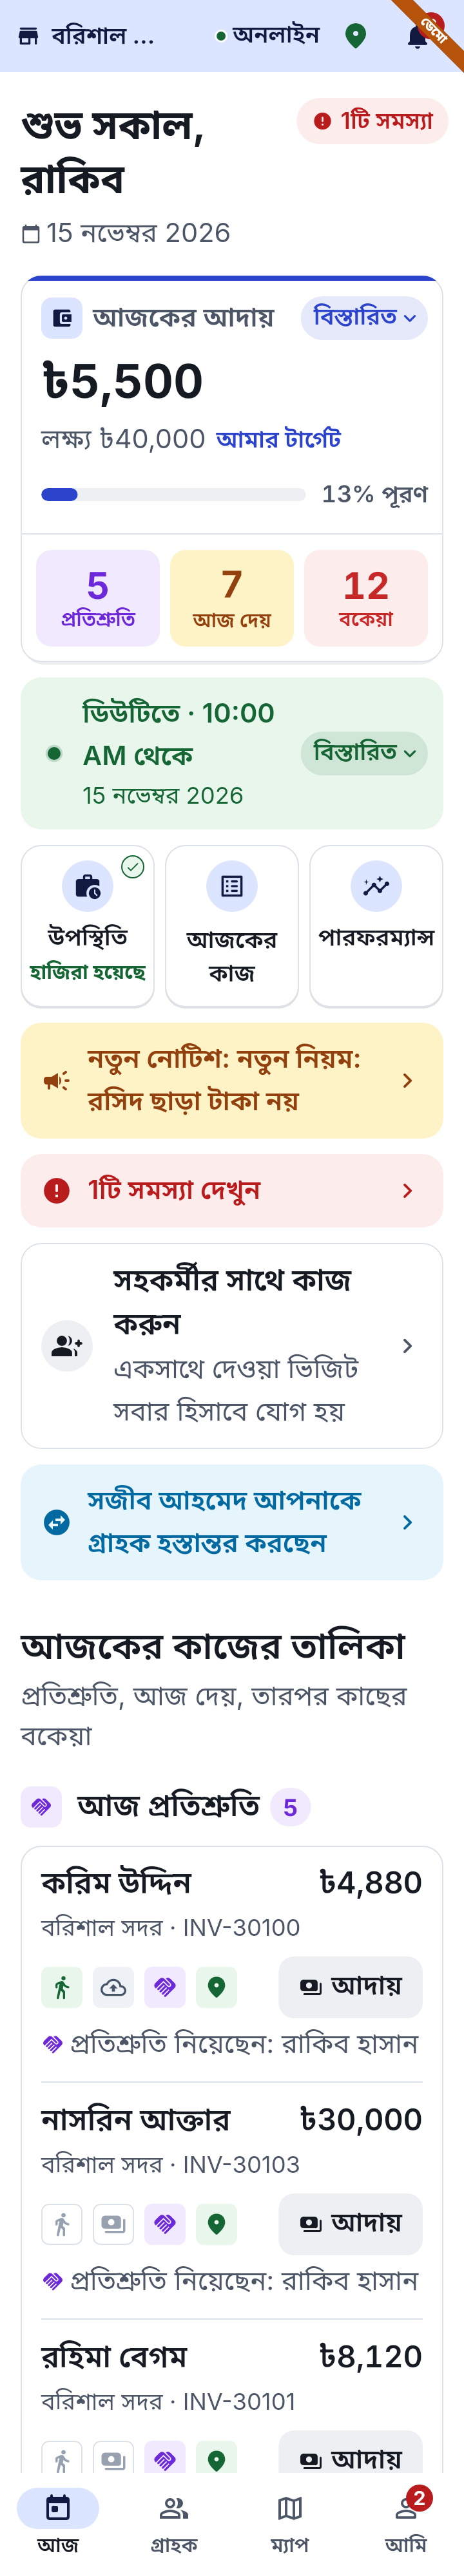 বরিশাল ...
অনলাইন
ডেমো
শুভ সকাল,
রাকিব
1টি সমস্যা
15 নভেম্বর 2026
আজকের আদায়
বিস্তারিত
৳5,500
লক্ষ্য ৳40,000 আমার টার্গেট
13% পূরণ
5
প্রতিশ্রুতি
7
আজ দেয়
12
বকেয়া
ডিউটিতে · 10:00
AM থেকে
15 নভেম্বর 2026
বিস্তারিত
উপস্থিতি
হাজিরা হয়েছে
আজকের
কাজ
পারফরম্যান্স
নতুন নোটিশ: নতুন নিয়ম:
রসিদ ছাড়া টাকা নয়
1টি সমস্যা দেখুন
সহকর্মীর সাথে কাজ
করুন
একসাথে দেওয়া ভিজিট
সবার হিসাবে যোগ হয়
সজীব আহমেদ আপনাকে
গ্রাহক হস্তান্তর করছেন
আজকের কাজের তালিকা
প্রতিশ্রুতি, আজ দেয়, তারপর কাছের
বকেয়া
আজ প্রতিশ্রুতি 5
করিম উদ্দিন ৳4,880
বরিশাল সদর · INV-30100
আদায়
প্রতিশ্রুতি নিয়েছেন: রাকিব হাসান
নাসরিন আক্তার ৳30,000
বরিশাল সদর · INV-30103
আদায়
প্রতিশ্রুতি নিয়েছেন: রাকিব হাসান
রহিমা বেগম ৳8,120
বরিশাল সদর · INV-30101
আদায়
আজ
গ্রাহক
ম্যাপ
2
আমি